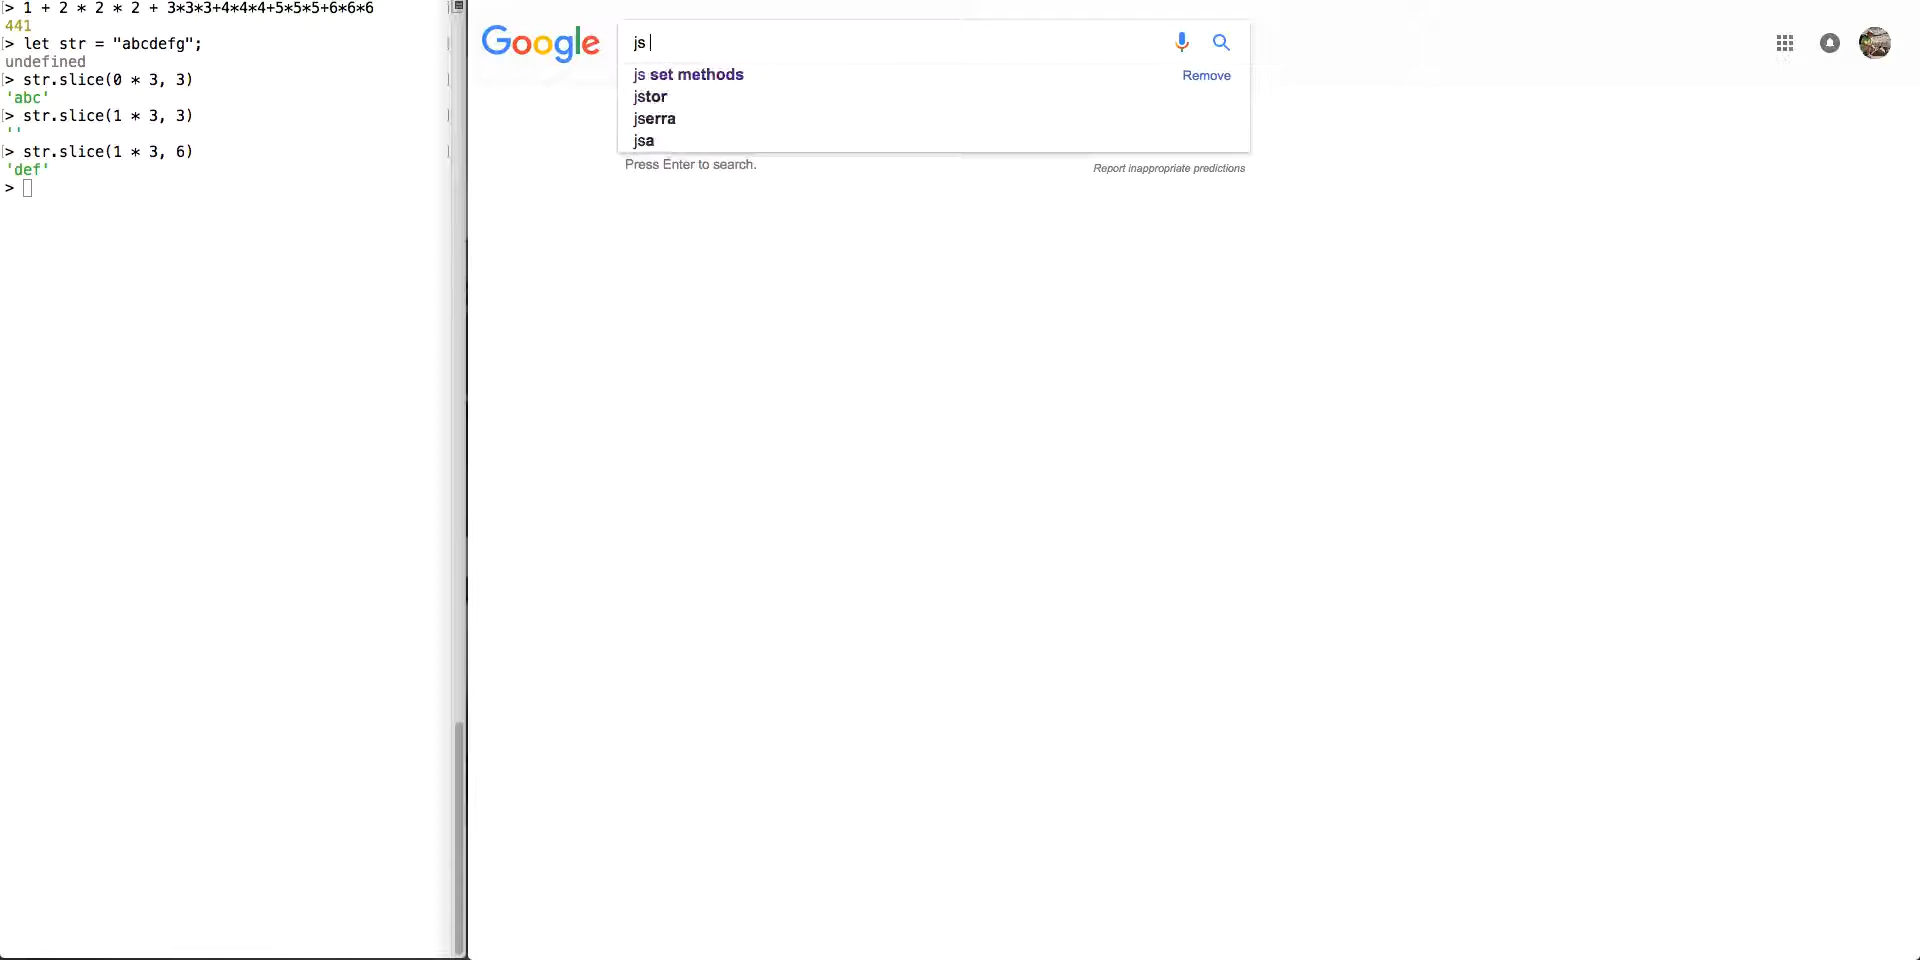 > 1 + 2 * 2 * 2 + 3*3*3+4*4*4+5*5*5+6*6*6
441
> let str = "abcdefg";
undefined
> str.slice(0 * 3, 3)
'abc'
> str.slice(1 * 3, 3)
''
> str.slice(1 * 3, 6)
'def'
>
Google
js
js set methods
Remove
jstor
jserra
jsa
Press Enter to search.
Report inappropriate predictions